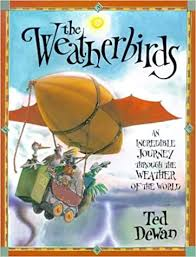 the
Weatherbirds
AN
INCREDIBLE
JOURNEY
THROUGH THE
WEATHER
OF THE
WORLD
Ted
Dewan